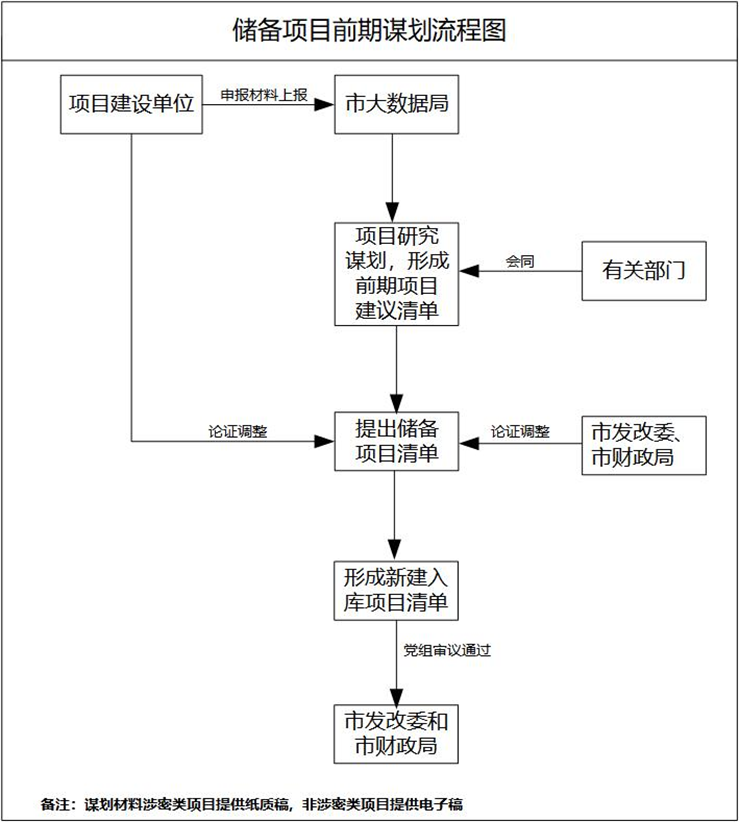 储备项目前期谋划流程图
项目建设单位
申报材料上报
市大数据局
项目研究
谋划，形成
前期项目
建议清单
会同
有关部门
论证调整
提出储备
项目清单
论证调整
市发改委、
市财政局
形成新建入
库项目清单
党组审议通过
市发改委和
市财政局
备注：谋划材料涉密类项目提供纸质稿，非涉密类项目提供电子稿